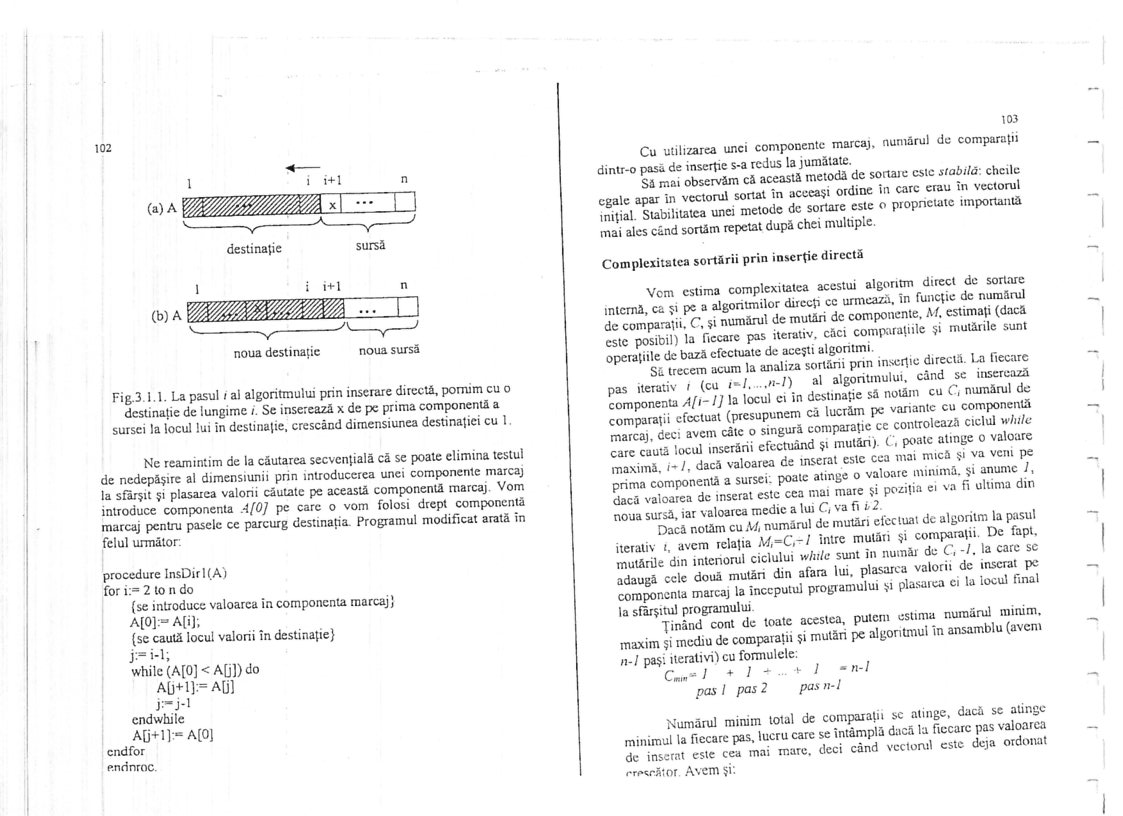 102
1 i i+1 n
(a) A ... x ...
destinaţie sursă
1 i i+1 n
(b) A ... x ... ...
noua destinaţie noua sursă
Fig.3.1.1. La pasul i al algoritmului prin inserare directă, pornim cu o
destinaţie de lungime i. Se inserează x de pe prima componentă a
sursei la locul lui în destinaţie, crescând dimensiunea destinaţiei cu 1.
Ne reamintim de la căutarea secvenţială că se poate elimina testul
de nedepăşire al dimensiunii prin introducerea unei componente marcaj
la sfârşit şi plasarea valorii căutate pe această componentă marcaj. Vom
introduce componenta A[0] pe care o vom folosi drept componentă
marcaj pentru pasele ce parcurg destinaţia. Programul modificat arată în
felul următor:
procedure InsDir1(A)
for i:= 2 to n do
{se introduce valoarea in componenta marcaj}
A[0]:= A[i];
{se caută locul valorii în destinaţie}
j:= i-1;
while (A[0] < A[j]) do
A[j+1]:= A[j]
j:= j-1
endwhile
A[j+1]:= A[0]
endfor
endproc.
103
Cu utilizarea unei componente marcaj, numărul de comparaţii
dintr-o pasă de inserţie s-a redus la jumătate.
Să mai observăm că această metodă de sortare este stabilă: cheile
egale apar în vectorul sortat în aceeaşi ordine în care erau în vectorul
iniţial. Stabilitatea unei metode de sortare este o proprietate importantă
mai ales când sortăm repetat după chei multiple.
Complexitatea sortării prin inserţie directă
Vom estima complexitatea acestui algoritm direct de sortare
internă, ca şi pe a algoritmilor direcţi ce urmează, în funcţie de numărul
de comparaţii, C, şi numărul de mutări de componente, M, estimaţi (dacă
este posibil) la fiecare pas iterativ, căci comparaţiile şi mutările sunt
operaţiile de bază efectuate de aceşti algoritmi.
Să trecem acum la analiza sortării prin inserţie directă. La fiecare
pas iterativ i (cu i=1,...,n-1) al algoritmului, când se inserează
componenta A[i+1] la locul ei in destinaţie să notăm cu Ci numărul de
comparaţii efectuat (presupunem că lucrăm pe variante cu componentă
marcaj, deci avem câte o singură comparaţie ce controlează ciclul while
care caută locul inserării efectuând şi mutări). Ci poate atinge o valoare
maximă, i+1, dacă valoarea de inserat este cea mai mică şi va veni pe
prima componentă a sursei; poate atinge o valoare minimă, şi anume 1,
dacă valoarea de inserat este cea mai mare şi poziţia ei va fi ultima din
noua sursă, iar valoarea medie a lui Ci va fi i/2.
Dacă notăm cu Mi numărul de mutări efectuat de algoritm la pasul
iterativ i, avem relaţia Mi=Ci+1 între mutări şi comparaţii. De fapt,
mutările din interiorul ciclului while sunt în număr de Ci -1, la care se
adaugă cele două mutări din afara lui, plasarea valorii de inserat pe
componenta marcaj la începutul programului şi plasarea ei la locul final
la sfârşitul programului.
Ţinând cont de toate acestea, putem estima numărul minim,
maxim şi mediu de comparaţii şi mutări pe algoritmul în ansamblu (avem
n-1 paşi iterativi) cu formulele:
Cmin= 1 + 1 + ... + 1 = n-1
pas 1 pas 2 pas n-1
Numărul minim total de comparaţii se atinge, dacă se atinge
minimul la fiecare pas, lucru care se întâmplă dacă la fiecare pas valoarea
de inserat este cea mai mare, deci când vectorul este deja ordonat
crescător. Avem şi: